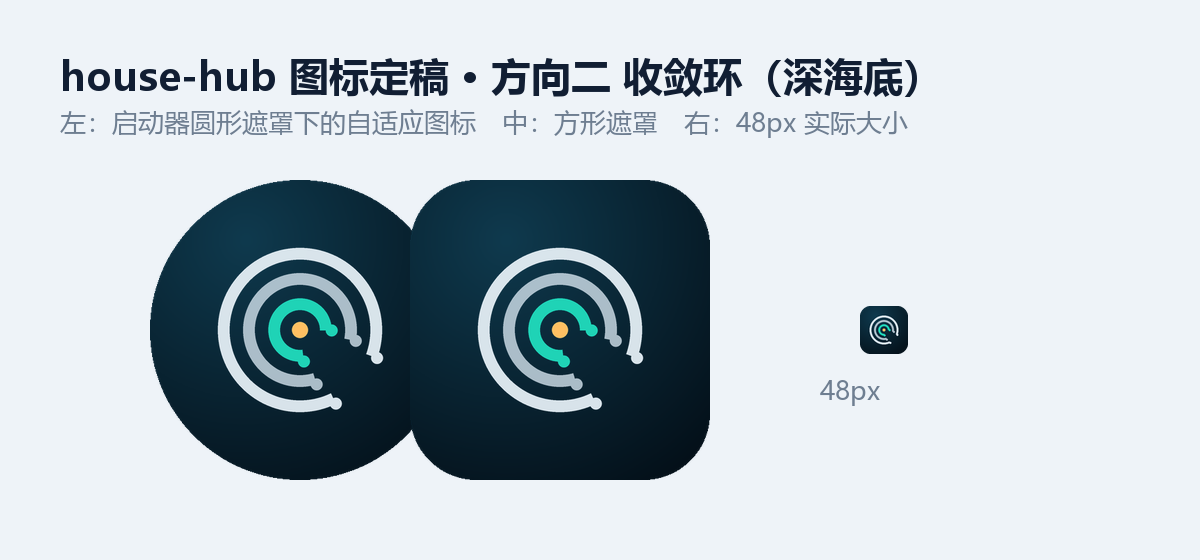 house-hub 图标定稿 • 方向二 收敛环（深海底）
左：启动器圆形遮罩下的自适应图标 中：方形遮罩 右：48px 实际大小
48px